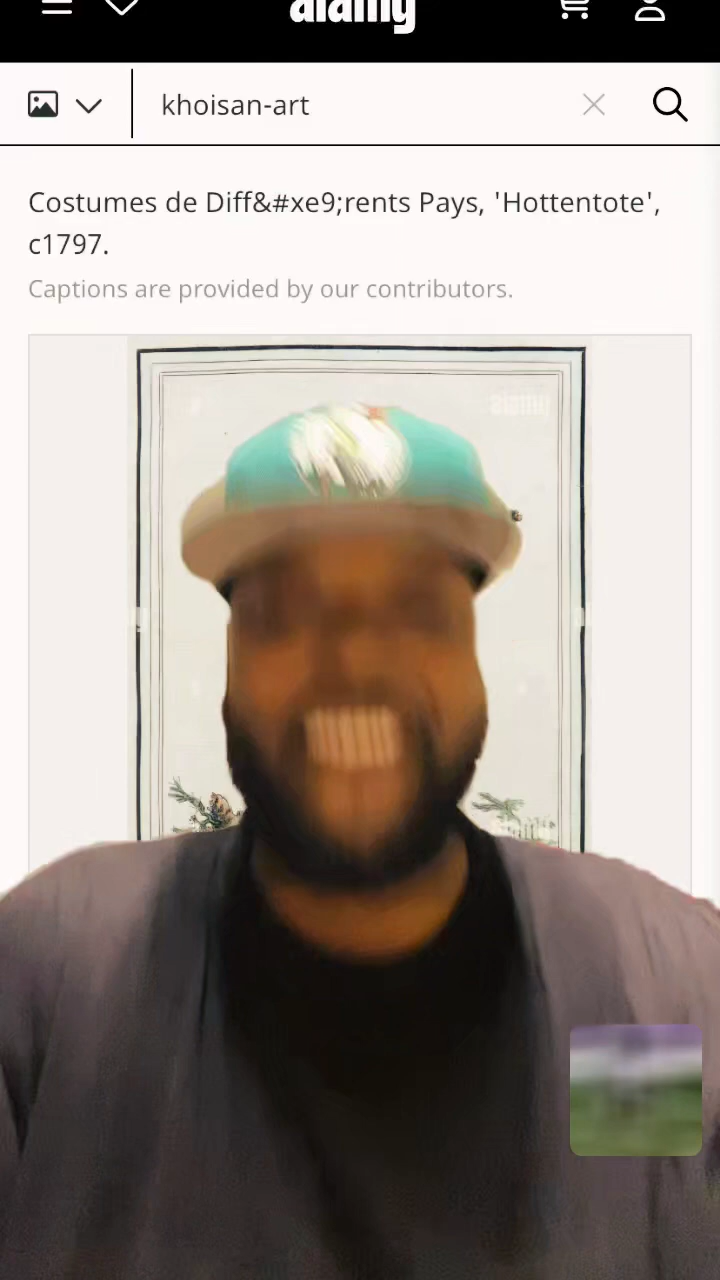 alamy
khoisan-art
Costumes de Diff&#xe9;rents Pays, 'Hottentote',
c1797.
Captions are provided by our contributors.